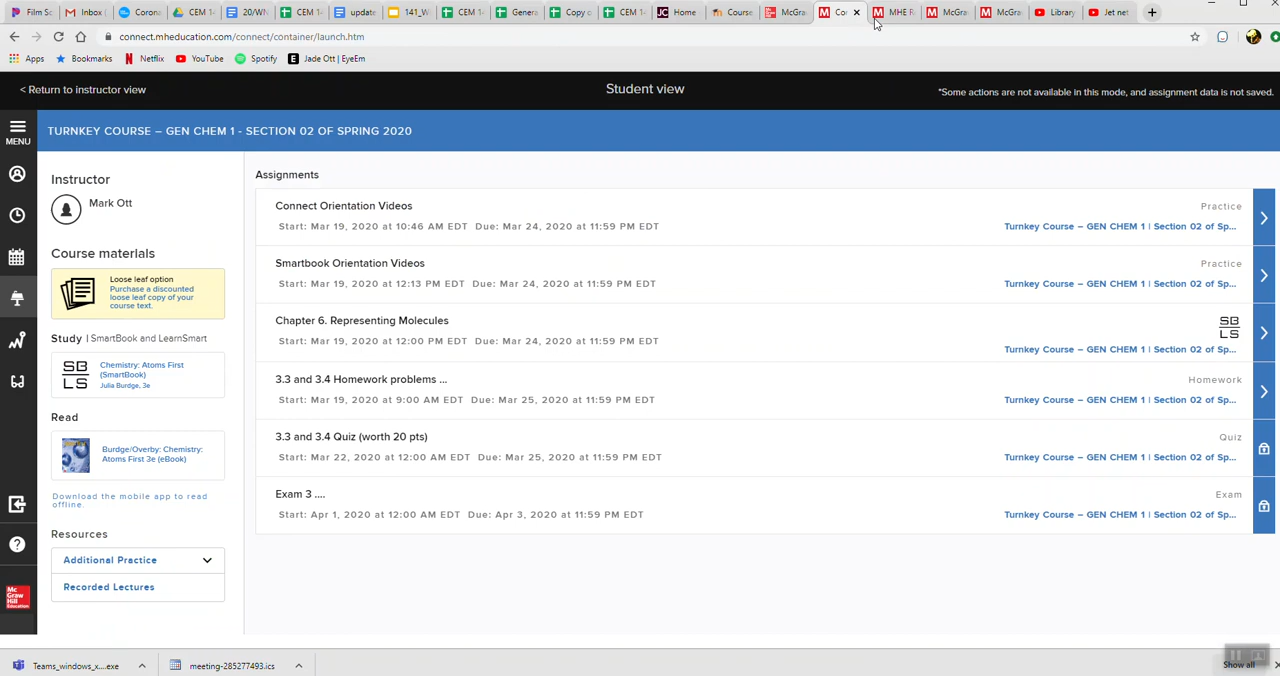 Film Sc
Inbox (
Corona
CEM 14
20/WN
CEM 14
update
141_W
CEM 14
Genera
Copy o
CEM 14
Home
Course
McGra
Con
MHE R
McGra
McGra
Library
Jet net
connect.mheducation.com/connect/container/launch.htm
Apps
Bookmarks
Netflix
YouTube
Spotify
Jade Ott | EyeEm
< Return to instructor view
Student view
*Some actions are not available in this mode, and assignment data is not saved.
MENU
TURNKEY COURSE – GEN CHEM 1 - SECTION 02 OF SPRING 2020
Instructor
Mark Ott
Course materials
Loose leaf option
Purchase a discounted
loose leaf copy of your
course text.
Study | SmartBook and LearnSmart
SB
LS
Chemistry: Atoms First
(SmartBook)
Julia Burdge, 3e
Read
Burdge/Overby: Chemistry:
Atoms First 3e (eBook)
Download the mobile app to read
offline.
Resources
Additional Practice
Recorded Lectures
Mc
Graw
Hill
Education
Assignments
Connect Orientation Videos
Practice
Start: Mar 19, 2020 at 10:46 AM EDT Due: Mar 24, 2020 at 11:59 PM EDT
Turnkey Course – GEN CHEM 1 | Section 02 of Sp...
Smartbook Orientation Videos
Practice
Start: Mar 19, 2020 at 12:13 PM EDT Due: Mar 24, 2020 at 11:59 PM EDT
Turnkey Course – GEN CHEM 1 | Section 02 of Sp...
Chapter 6. Representing Molecules
SB
LS
Start: Mar 19, 2020 at 12:00 PM EDT Due: Mar 24, 2020 at 11:59 PM EDT
Turnkey Course – GEN CHEM 1 | Section 02 of Sp...
3.3 and 3.4 Homework problems ...
Homework
Start: Mar 19, 2020 at 9:00 AM EDT Due: Mar 25, 2020 at 11:59 PM EDT
Turnkey Course – GEN CHEM 1 | Section 02 of Sp...
3.3 and 3.4 Quiz (worth 20 pts)
Quiz
Start: Mar 22, 2020 at 12:00 AM EDT Due: Mar 25, 2020 at 11:59 PM EDT
Turnkey Course – GEN CHEM 1 | Section 02 of Sp...
Exam 3 ....
Exam
Start: Apr 1, 2020 at 12:00 AM EDT Due: Apr 3, 2020 at 11:59 PM EDT
Turnkey Course – GEN CHEM 1 | Section 02 of Sp...
Teams_windows_x....exe
meeting-285277493.ics
Show all